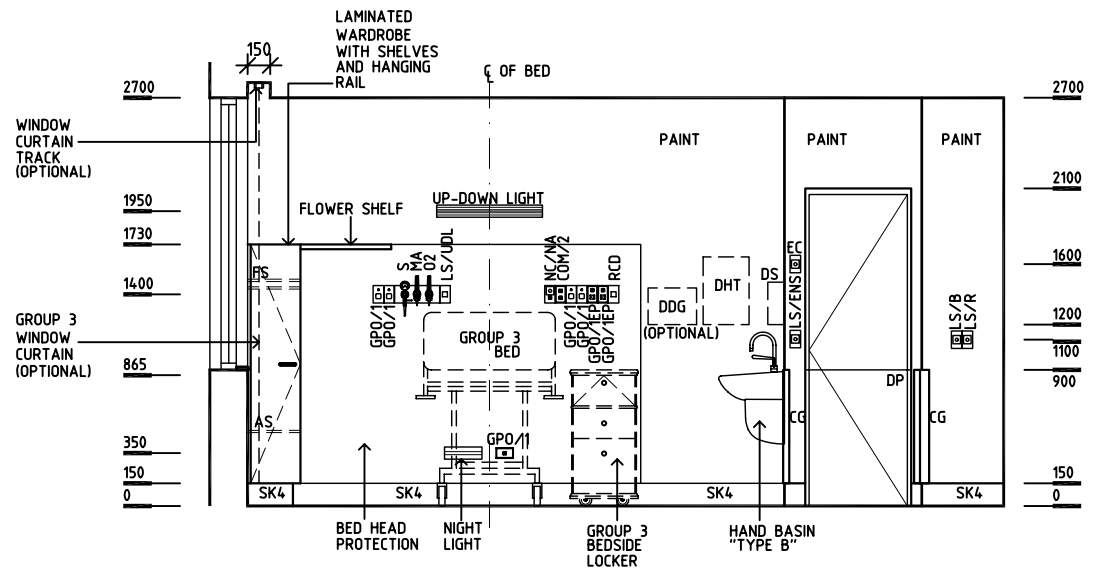 LAMINATED
WARDROBE
WITH SHELVES
AND HANGING
RAIL
150
℄ OF BED
2700
2700
WINDOW
CURTAIN
TRACK
(OPTIONAL)
PAINT
PAINT
PAINT
2100
1950
UP-DOWN LIGHT
FLOWER SHELF
1730
1600
1400
FS
S
MA
O2
LS/UDL
NC/NA
COM/2
RCD
EC
DS
DHT
DDG
(OPTIONAL)
LS/ENS
LS/B
LS/R
GPO/1
GPO/1
GPO/1
GPO/1
GPO/1EP
GPO/1EP
1200
1100
900
GROUP 3
WINDOW
CURTAIN
(OPTIONAL)
GROUP 3
BED
865
DP
AS
CG
CG
GPO/1
350
150
0
150
0
SK4
SK4
SK4
SK4
BED HEAD
PROTECTION
NIGHT
LIGHT
GROUP 3
BEDSIDE
LOCKER
HAND BASIN
"TYPE B"